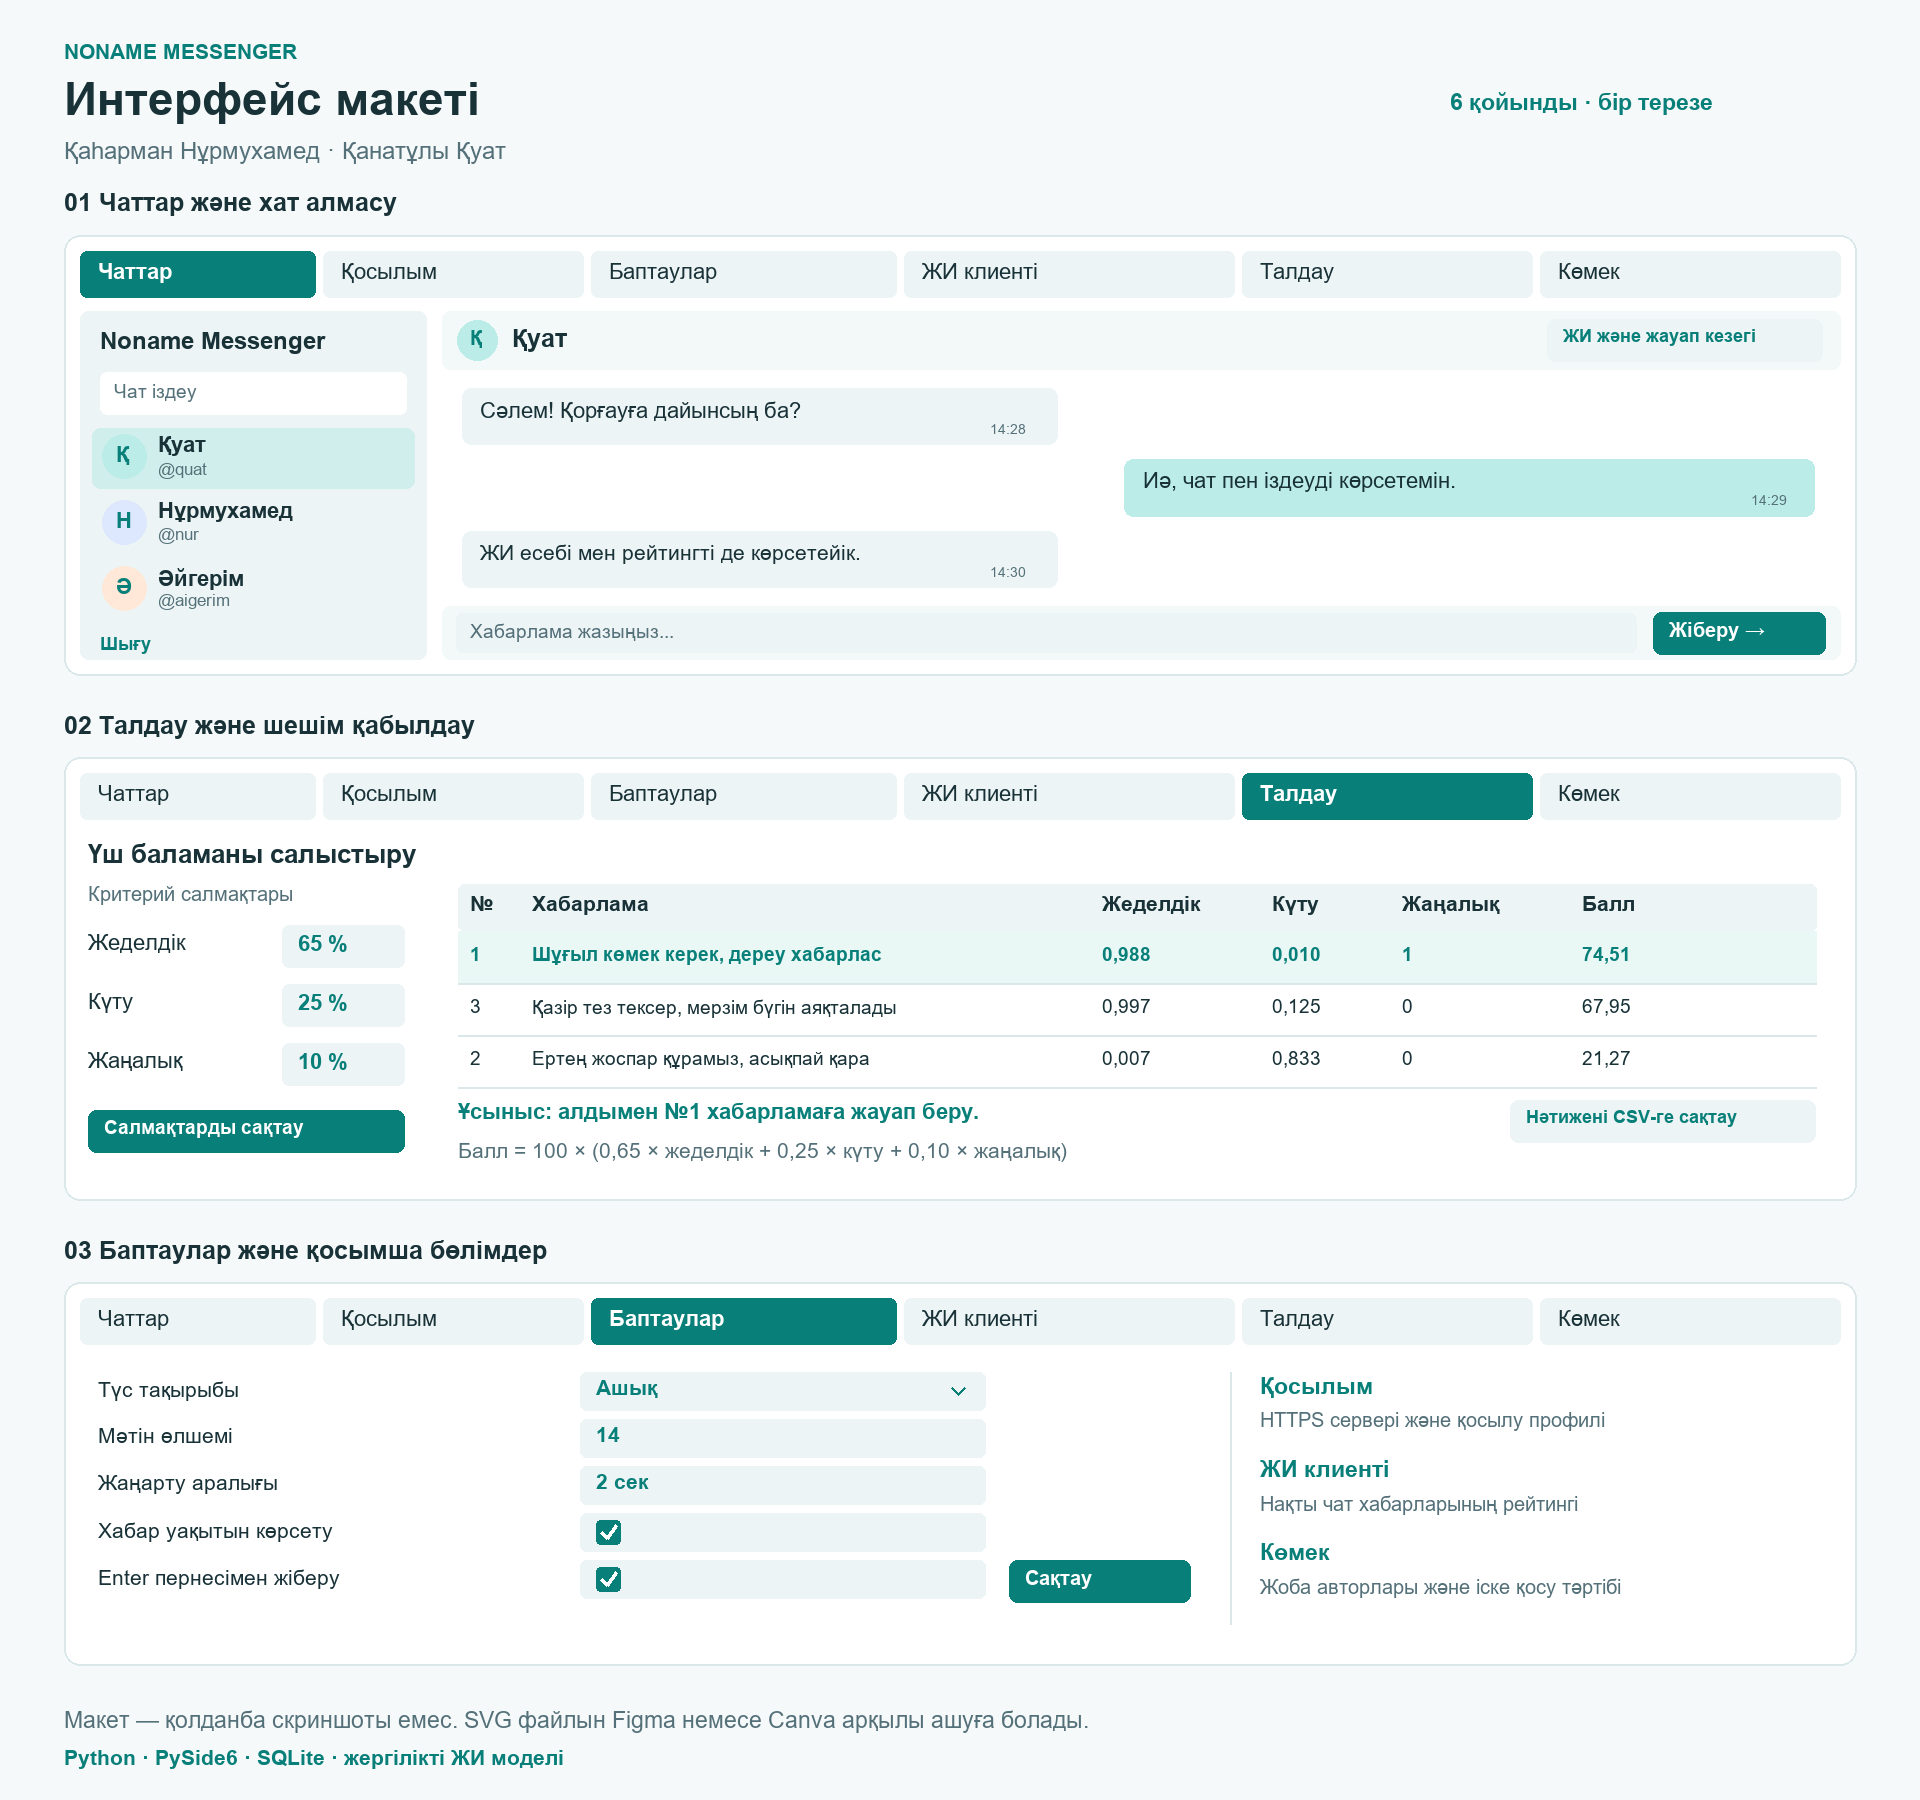 NONAME MESSENGER
Интерфейс макеті
6 қойынды · бір терезе
Қаһарман Нұрмухамед · Қанатұлы Қуат
01 Чаттар және хат алмасу
Чаттар Қосылым Баптаулар ЖИ клиенті Талдау Көмек
Noname Messenger
Чат іздеу
Қ Қуат
@quat
Н Нұрмухамед
@nur
Ә Әйгерім
@aigerim
Шығу
Қ Қуат
ЖИ және жауап кезегі
Сәлем! Қорғауға дайынсың ба?
14:28
Иә, чат пен іздеуді көрсетемін.
14:29
ЖИ есебі мен рейтингті де көрсетейік.
14:30
Хабарлама жазыңыз...
Жіберу →
02 Талдау және шешім қабылдау
Чаттар Қосылым Баптаулар ЖИ клиенті Талдау Көмек
Үш баламаны салыстыру
Критерий салмақтары
Жеделдік 65 %
Күту 25 %
Жаңалық 10 %
Салмақтарды сақтау
№ Хабарлама Жеделдік Күту Жаңалық Балл
1 Шұғыл көмек керек, дереу хабарлас 0,988 0,010 1 74,51
3 Қазір тез тексер, мерзім бүгін аяқталады 0,997 0,125 0 67,95
2 Ертең жоспар құрамыз, асықпай қара 0,007 0,833 0 21,27
Ұсыныс: алдымен №1 хабарламаға жауап беру.
Нәтижені CSV-ге сақтау
Балл = 100 × (0,65 × жеделдік + 0,25 × күту + 0,10 × жаңалық)
03 Баптаулар және қосымша бөлімдер
Чаттар Қосылым Баптаулар ЖИ клиенті Талдау Көмек
Түс тақырыбы Ашық
Мәтін өлшемі 14
Жаңарту аралығы 2 сек
Хабар уақытын көрсету
Enter пернесімен жіберу
Сақтау
Қосылым
HTTPS сервері және қосылу профилі
ЖИ клиенті
Нақты чат хабарларының рейтингі
Көмек
Жоба авторлары және іске қосу тәртібі
Макет — қолданба скриншоты емес. SVG файлын Figma немесе Canva арқылы ашуға болады.
Python · PySide6 · SQLite · жергілікті ЖИ моделі